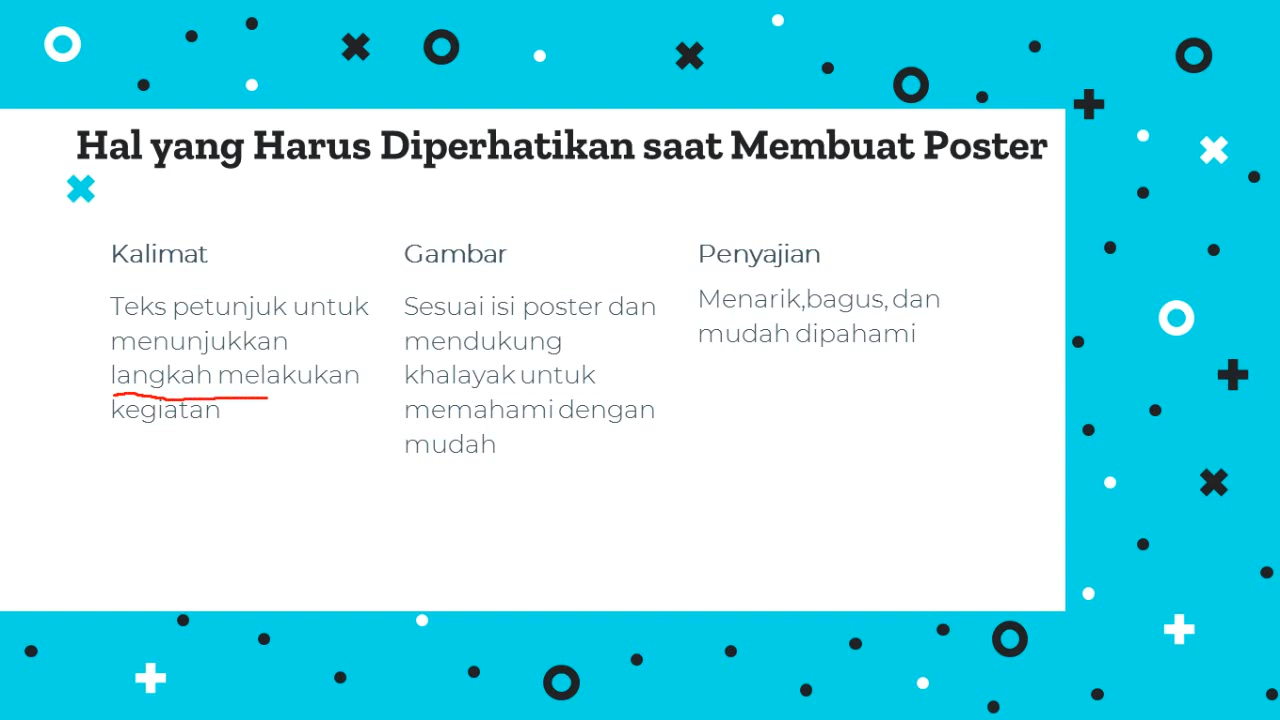 Hal yang Harus Diperhatikan saat Membuat Poster
Kalimat
Teks petunjuk untuk
menunjukkan
langkah melakukan
kegiatan
Gambar
Sesuai isi poster dan
mendukung
khalayak untuk
memahami dengan
mudah
Penyajian
Menarik,bagus, dan
mudah dipahami